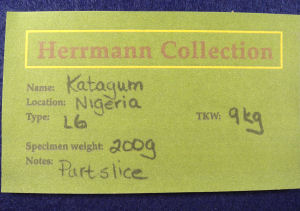 Herrmann Collection
Name: Katagum
Location: Nigeria
Type: L6 TKW: 9kg
Specimen weight: 200g
Notes:
Part slice